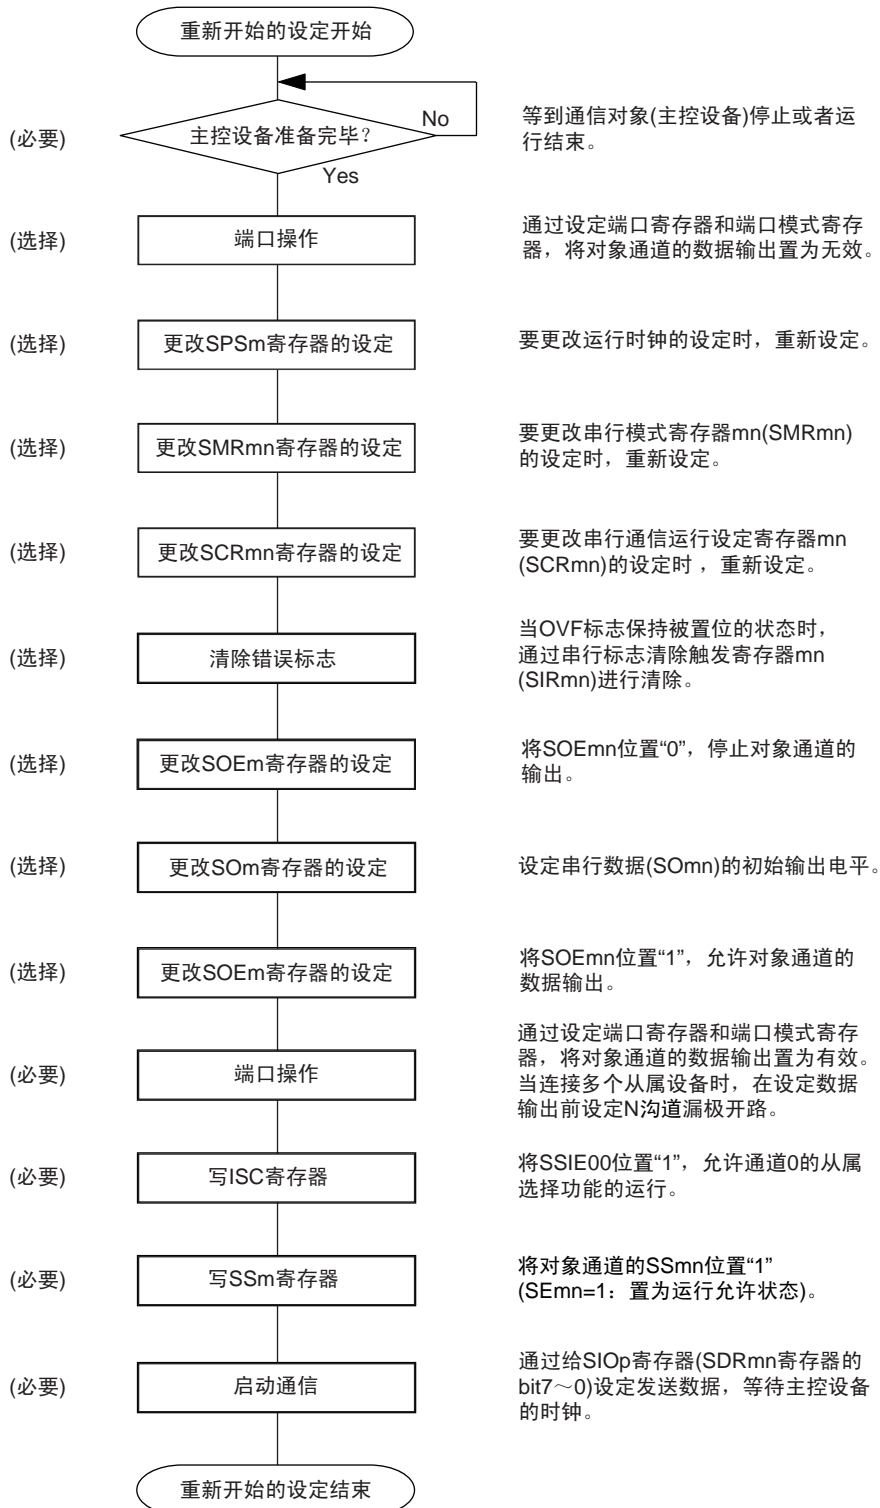 重新开始的设定开始
(必要)
主控设备准备完毕？
No
Yes
等到通信对象(主控设备)停止或者运
行结束。
(选择)
端口操作
通过设定端口寄存器和端口模式寄存
器，将对象通道的数据输出置为无效。
(选择)
更改SPSm寄存器的设定
要更改运行时钟的设定时，重新设定。
(选择)
更改SMRmn寄存器的设定
要更改串行模式寄存器mn(SMRmn)
的设定时，重新设定。
(选择)
更改SCRmn寄存器的设定
要更改串行通信运行设定寄存器mn
(SCRmn)的设定时，重新设定。
(选择)
清除错误标志
当OVF标志保持被置位的状态时，
通过串行标志清除触发寄存器mn
(SIRmn)进行清除。
(选择)
更改SOEm寄存器的设定
将SOEmn位置“0”，停止对象通道的
输出。
(选择)
更改SOm寄存器的设定
设定串行数据(SOmn)的初始输出电平。
(选择)
更改SOEm寄存器的设定
将SOEmn位置“1”，允许对象通道的
数据输出。
(必要)
端口操作
通过设定端口寄存器和端口模式寄存
器，将对象通道的数据输出置为有效。
当连接多个从属设备时，在设定数据
输出前设定N沟道漏极开路。
(必要)
写ISC寄存器
将SSIE00位置“1”，允许通道0的从属
选择功能的运行。
(必要)
写SSm寄存器
将对象通道的SSmn位置“1”
(SEmn=1：置为运行允许状态)。
(必要)
启动通信
通过给SIOp寄存器(SDRmn寄存器的
bit7～0)设定发送数据，等待主控设备
的时钟。
重新开始的设定结束